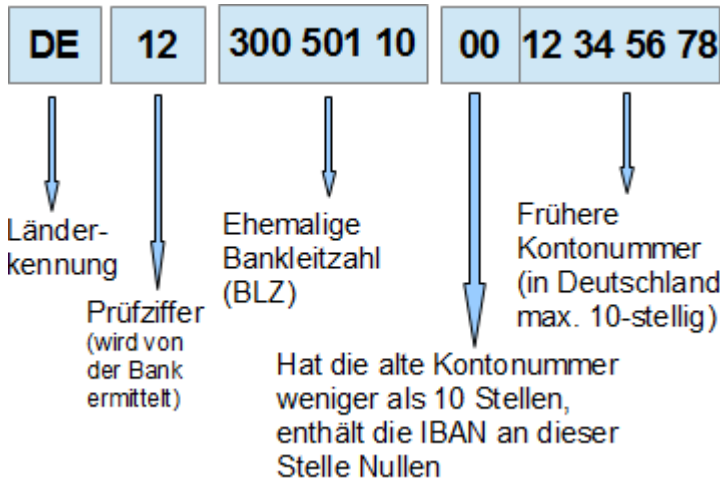 DE 12 300 501 10 00 12 34 56 78
Länder-
kennung
Prüfziffer
(wird von
der Bank
ermittelt)
Ehemalige
Bankleitzahl
(BLZ)
Hat die alte Kontonummer
weniger als 10 Stellen,
enthält die IBAN an dieser
Stelle Nullen
Frühere
Kontonummer
(in Deutschland
max. 10-stellig)